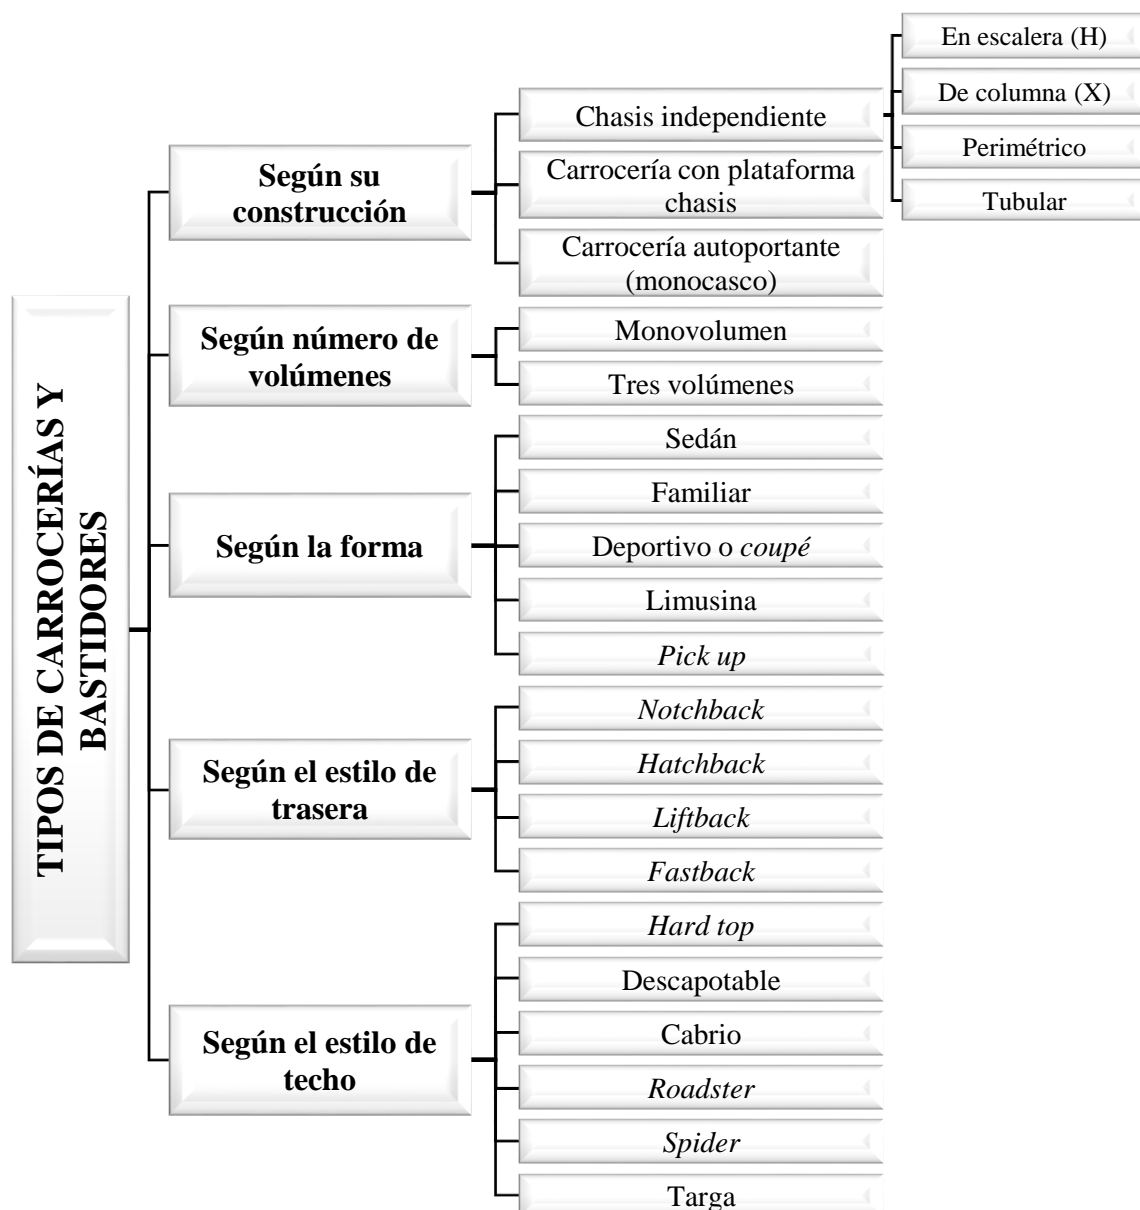 TIPOS DE CARROCERÍAS Y
BASTIDORES
Según su
construcción
Chasis independiente
En escalera (H)
De columna (X)
Perimétrico
Tubular
Carrocería con plataforma
chasis
Carrocería autoportante
(monocasco)
Según número de
volúmenes
Monovolumen
Tres volúmenes
Según la forma
Sedán
Familiar
Deportivo o coupé
Limusina
Pick up
Según el estilo de
trasera
Notchback
Hatchback
Liftback
Fastback
Según el estilo de
techo
Hard top
Descapotable
Cabrio
Roadster
Spider
Targa